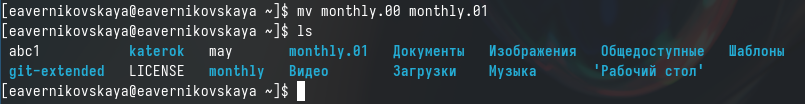 [eavernikovskaya@eavernikovskaya ~]$ mv monthly.00 monthly.01
[eavernikovskaya@eavernikovskaya ~]$ ls
abc1 katerok may monthly.01 Документы Изображения Общедоступные Шаблоны
git-extended LICENSE monthly Видео Загрузки Музыка 'Рабочий стол'
[eavernikovskaya@eavernikovskaya ~]$